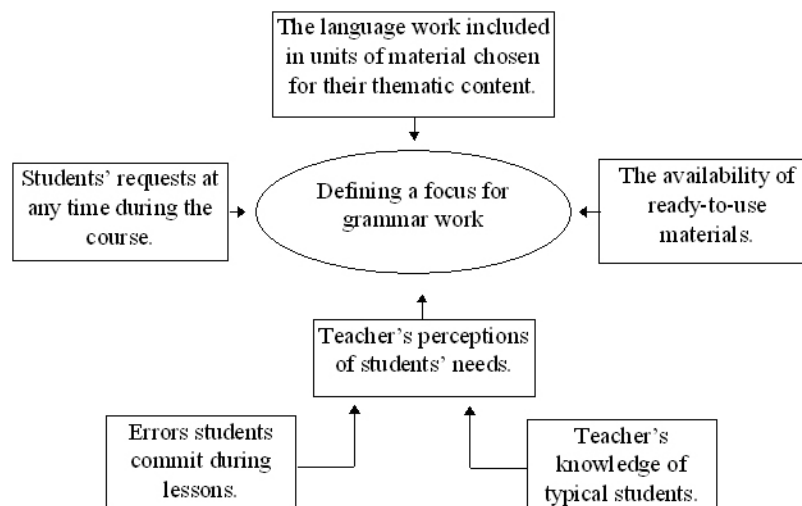 The language work included
in units of material chosen
for their thematic content.
Students’ requests at
any time during the
course.
Defining a focus for
grammar work
The availability of
ready-to-use
materials.
Teacher’s perceptions
of students’ needs.
Errors students
commit during
lessons.
Teacher’s
knowledge of
typical students.